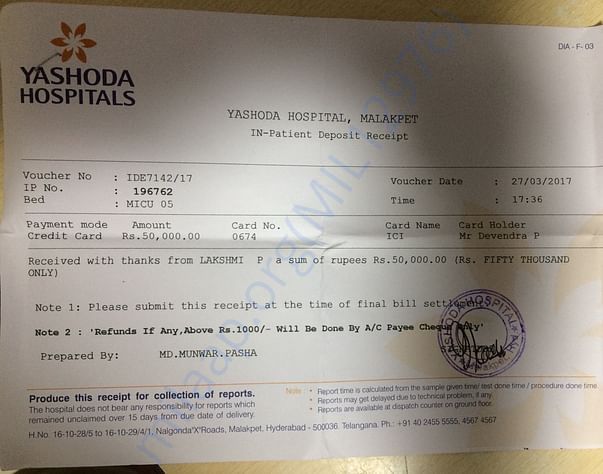 DIA - F- 03
YASHODA
HOSPITALS
YASHODA HOSPITAL, MALAKPET
IN-Patient Deposit Receipt
Voucher No : IDE7142/17 Voucher Date : 27/03/2017
IP No. : 196762
Bed : MICU 05 Time : 17:36
Payment mode Amount Card No. Card Name Card Holder
Credit Card Rs.50,000.00 0674 ICI Mr Devendra P
Received with thanks from LAKSHMI P a sum of rupees Rs.50,000.00 (Rs. FIFTY THOUSAND
ONLY)
Note 1: Please submit this receipt at the time of final bill settlement
Note 2 : 'Refunds If Any,Above Rs.1000/- Will Be Done By A/C Payee Cheque Only'
Prepared By: MD.MUNWAR.PASHA
YASHODA HOSPITAL
Produce this receipt for collection of reports.
The hospital does not bear any responsibility for reports which
remained unclaimed over 15 days from due date of delivery.
Note : • Report time is calculated from the sample given time/ test done time / procedure done time.
• Reports may get delayed due to technical problem, if any.
• Reports are available at dispatch counter on ground floor.
H.No. 16-10-28/5 to 16-10-29/4/1, Nalgonda'X'Roads, Malakpet, Hyderabad - 500036. Telangana. Ph.: +91 40 2455 5555, 4567 4567